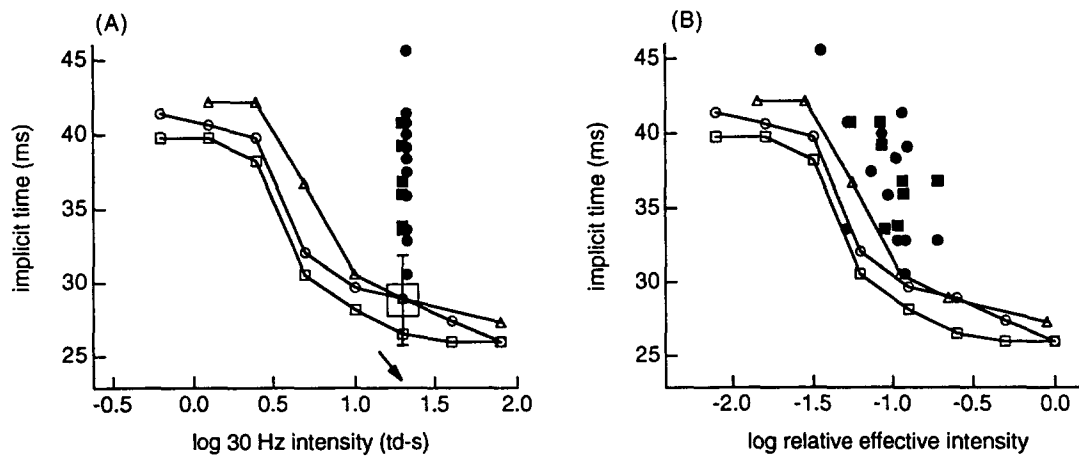 (A)
45
40
35
30
25
implicit time (ms)
-0.5 0.0 0.5 1.0 1.5 2.0
log 30 Hz intensity (td-s)
(B)
45
40
35
30
25
implicit time (ms)
-2.0 -1.5 -1.0 -0.5 0.0
log relative effective intensity